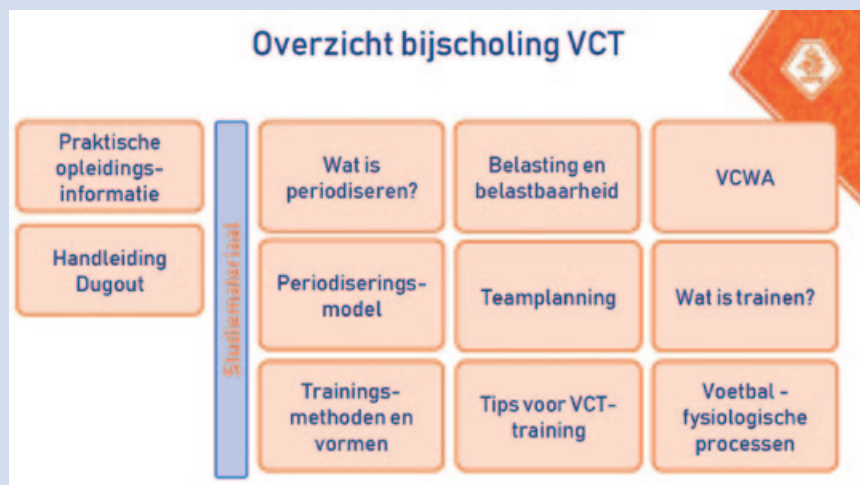 Overzicht bijscholing VCT
Praktische
opleidings-
informatie
Handleiding
Dugout
Studiemateriaal
Wat is
periodiseren?
Belasting en
belastbaarheid
VCWA
Periodiserings-
model
Teamplanning
Wat is trainen?
Trainings-
methoden en
vormen
Tips voor VCT-
training
Voetbal -
fysiologische
processen